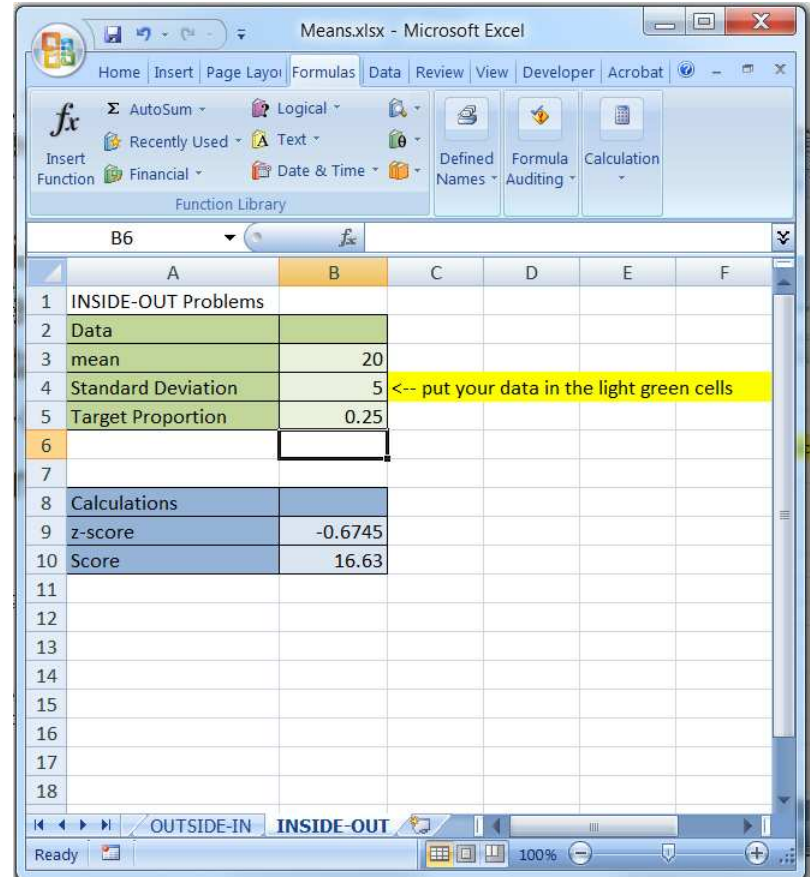 Means.xlsx - Microsoft Excel
Home Insert Page Layou Formulas Data Review View Developer Acrobat
fx Σ AutoSum Logical
Recently Used A Text θ
Insert Function Financial Date & Time
Defined Names Formula Auditing Calculation
Function Library
B6 fx
A B C D E F
1 INSIDE-OUT Problems
2 Data
3 mean 20
4 Standard Deviation 5 <-- put your data in the light green cells
5 Target Proportion 0.25
6
7
8 Calculations
9 z-score -0.6745
10 Score 16.63
11
12
13
14
15
16
17
18
OUTSIDE-IN INSIDE-OUT
Ready 100%